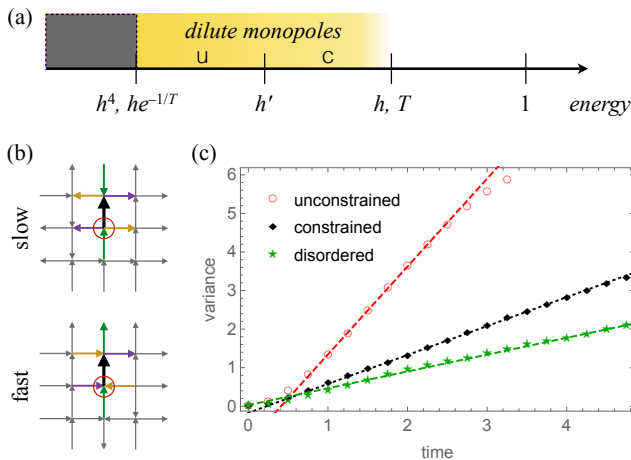 (a)
dilute monopoles
u c
h⁴, he⁻¹/ᵀ h′ h, T 1 energy
(b)
slow
fast
(c)
6
5
4
3
2
1
0
variance
unconstrained
constrained
disordered
0 1 2 3 4
time